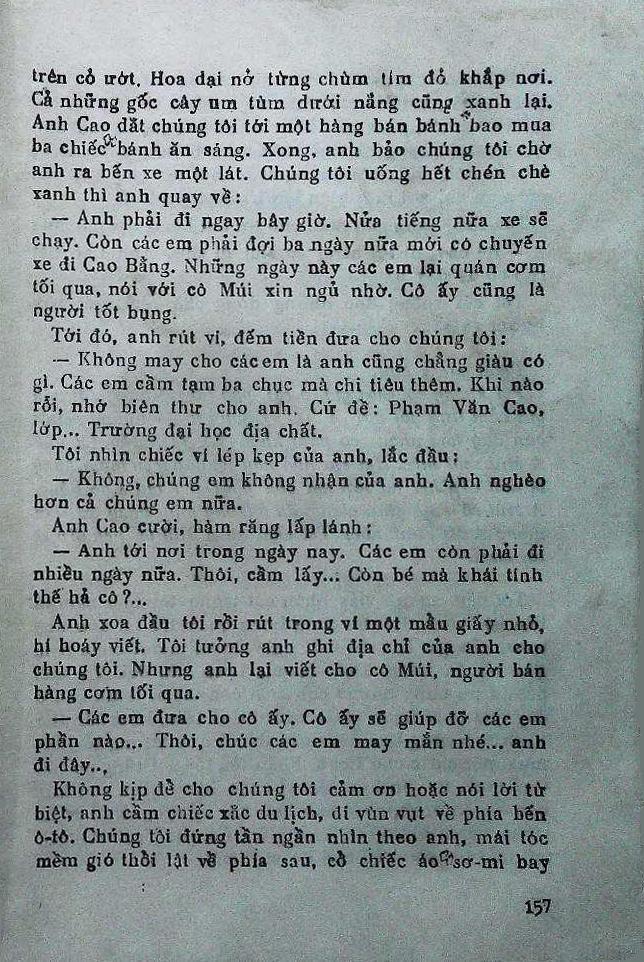 trên cỏ ướt. Hoa dại nở từng chùm tím đỏ khắp nơi.
Cả những gốc cây um tùm dưới nắng cũng xanh lại.
Anh Cao dắt chúng tôi tới một hàng bán bánh bao mua
ba chiếc bánh ăn sáng. Xong, anh bảo chúng tôi chờ
anh ra bến xe một lát. Chúng tôi uống hết chén chè
xanh thì anh quay về :
— Anh phải đi ngay bây giờ. Nửa tiếng nữa xe sẽ
chạy. Còn các em phải đợi ba ngày nữa mới có chuyến
xe đi Cao Bằng. Những ngày này các em lại quán cơm
tối qua, nói với cô Múi xin ngủ nhờ. Cô ấy cũng là
người tốt bụng.
Tới đó, anh rút ví, đếm tiền đưa cho chúng tôi :
— Không may cho các em là anh cũng chẳng giàu có
gì. Các em cầm tạm ba chục mà chi tiêu thêm. Khi nào
rỗi, nhớ biên thư cho anh. Cứ đề : Phạm Văn Cao,
lớp... Trường đại học địa chất.
Tôi nhìn chiếc ví lép kẹp của anh, lắc đầu :
— Không, chúng em không nhận của anh. Anh nghèo
hơn cả chúng em nữa.
Anh Cao cười, hàm răng lấp lánh :
— Anh tới nơi trong ngày nay. Các em còn phải đi
nhiều ngày nữa. Thôi, cầm lấy... Còn bé mà khái tính
thế hả cô ?...
Anh xoa đầu tôi rồi rút trong ví một mẩu giấy nhỏ,
hí hoáy viết. Tôi tưởng anh ghi địa chỉ của anh cho
chúng tôi. Nhưng anh lại viết cho cô Múi, người bán
hàng cơm tối qua.
— Các em đưa cho cô ấy. Cô ấy sẽ giúp đỡ các em
phần nào... Thôi, chúc các em may mắn nhé... anh
đi đây..,
Không kịp để cho chúng tôi cảm ơn hoặc nói lời từ
biệt, anh cầm chiếc xắc du lịch, đi vùn vụt về phía bến
ô-tô. Chúng tôi đứng tần ngần nhìn theo anh, mái tóc
mềm gió thổi lật về phía sau, cổ chiếc áo sơ-mi bay
157